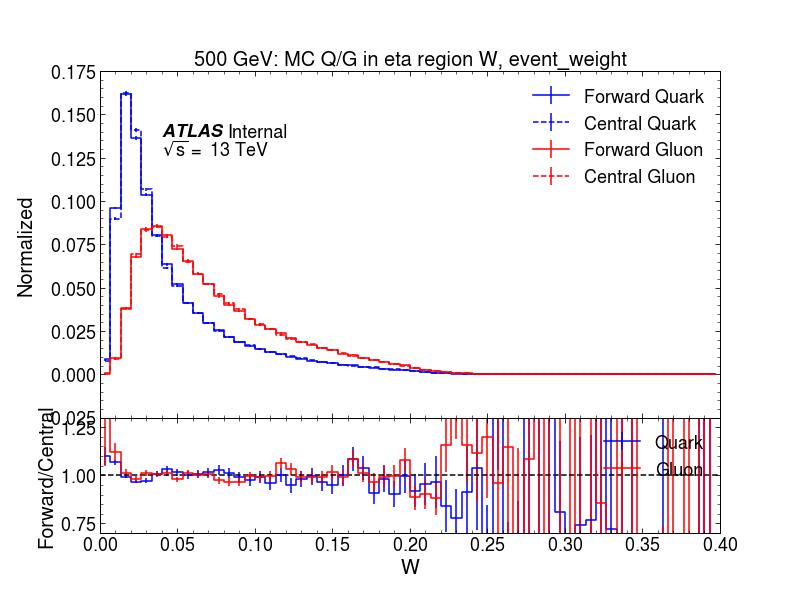 500 GeV: MC Q/G in eta region W, event_weight
0.175
0.150
0.125
0.100
0.075
0.050
0.025
0.000
Normalized
ATLAS Internal
√s = 13 TeV
Forward Quark
Central Quark
Forward Gluon
Central Gluon
0.025
1.25
1.00
0.75
Forward/Central
Quark
Gluon
0.00 0.05 0.10 0.15 0.20 0.25 0.30 0.35 0.40
W